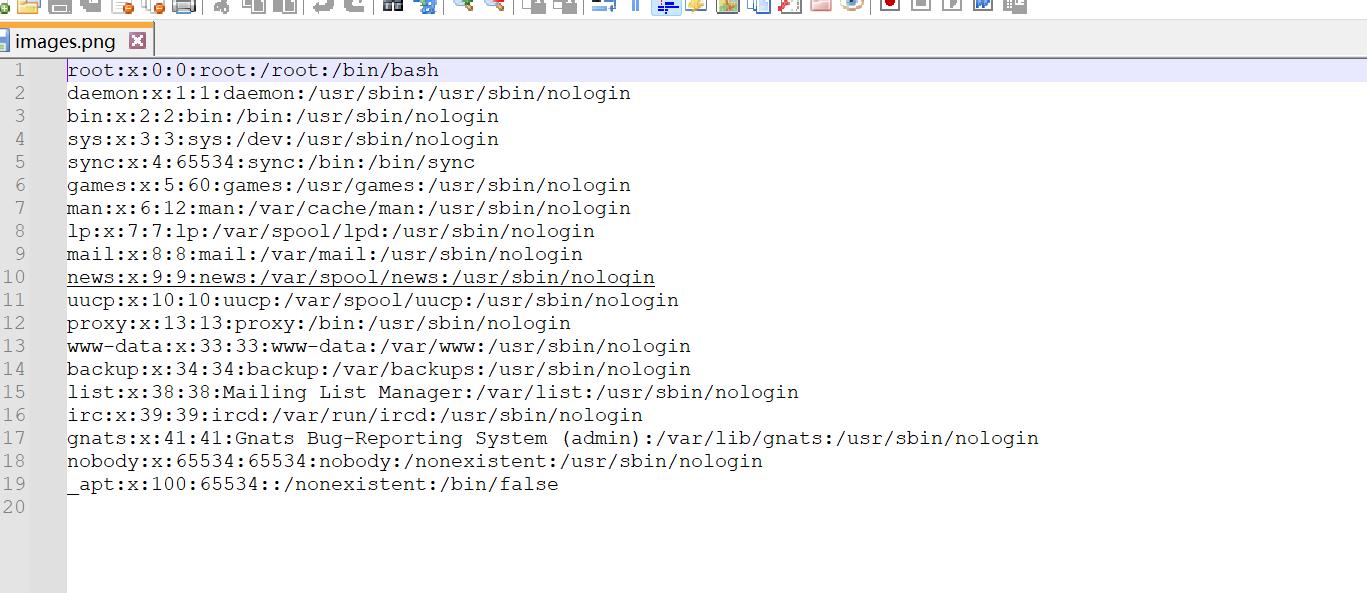 images.png
1 root:x:0:0:root:/root:/bin/bash
2 daemon:x:1:1:daemon:/usr/sbin:/usr/sbin/nologin
3 bin:x:2:2:bin:/bin:/usr/sbin/nologin
4 sys:x:3:3:sys:/dev:/usr/sbin/nologin
5 sync:x:4:65534:sync:/bin:/bin/sync
6 games:x:5:60:games:/usr/games:/usr/sbin/nologin
7 man:x:6:12:man:/var/cache/man:/usr/sbin/nologin
8 lp:x:7:7:lp:/var/spool/lpd:/usr/sbin/nologin
9 mail:x:8:8:mail:/var/mail:/usr/sbin/nologin
10 news:x:9:9:news:/var/spool/news:/usr/sbin/nologin
11 uucp:x:10:10:uucp:/var/spool/uucp:/usr/sbin/nologin
12 proxy:x:13:13:proxy:/bin:/usr/sbin/nologin
13 www-data:x:33:33:www-data:/var/www:/usr/sbin/nologin
14 backup:x:34:34:backup:/var/backups:/usr/sbin/nologin
15 list:x:38:38:Mailing List Manager:/var/list:/usr/sbin/nologin
16 irc:x:39:39:ircd:/var/run/ircd:/usr/sbin/nologin
17 gnats:x:41:41:Gnats Bug-Reporting System (admin):/var/lib/gnats:/usr/sbin/nologin
18 nobody:x:65534:65534:nobody:/nonexistent:/usr/sbin/nologin
19 _apt:x:100:65534::/nonexistent:/bin/false
20